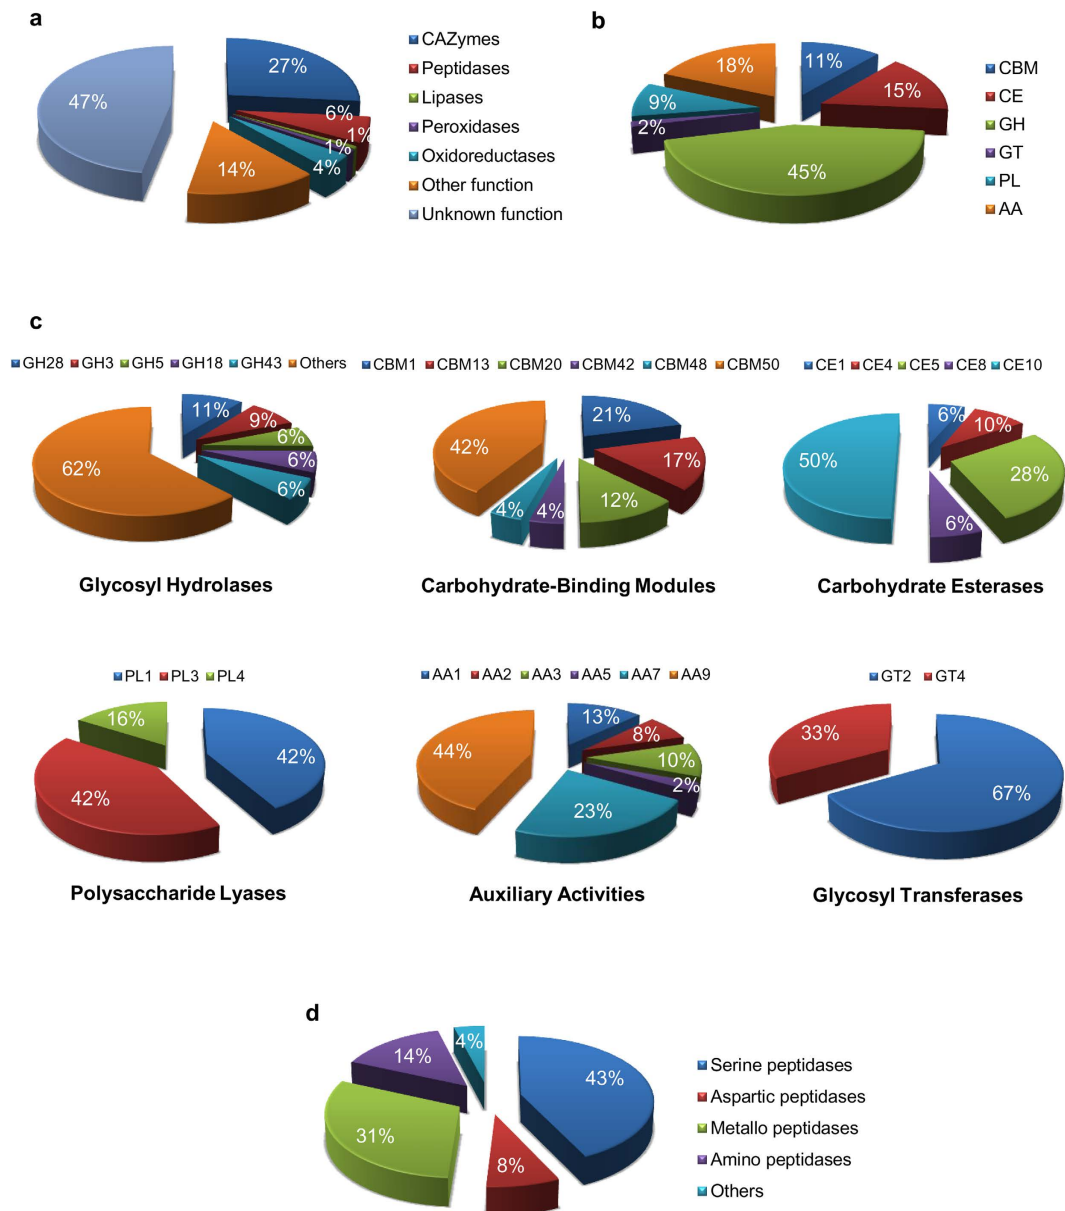 a
27%
6%
1%
1%
4%
14%
47%
CAZymes
Peptidases
Lipases
Peroxidases
Oxidoreductases
Other function
Unknown function
b
11%
15%
45%
2%
9%
18%
CBM
CE
GH
GT
PL
AA
c
GH28 GH3 GH5 GH18 GH43 Others
11%
9%
6%
6%
6%
62%
Glycosyl Hydrolases
CBM1 CBM13 CBM20 CBM42 CBM48 CBM50
21%
17%
12%
4%
4%
42%
Carbohydrate-Binding Modules
CE1 CE4 CE5 CE8 CE10
6%
10%
28%
6%
50%
Carbohydrate Esterases
PL1 PL3 PL4
16%
42%
42%
Polysaccharide Lyases
AA1 AA2 AA3 AA5 AA7 AA9
13%
8%
10%
2%
23%
44%
Auxiliary Activities
GT2 GT4
33%
67%
Glycosyl Transferases
d
4%
14%
43%
31%
8%
Serine peptidases
Aspartic peptidases
Metallo peptidases
Amino peptidases
Others